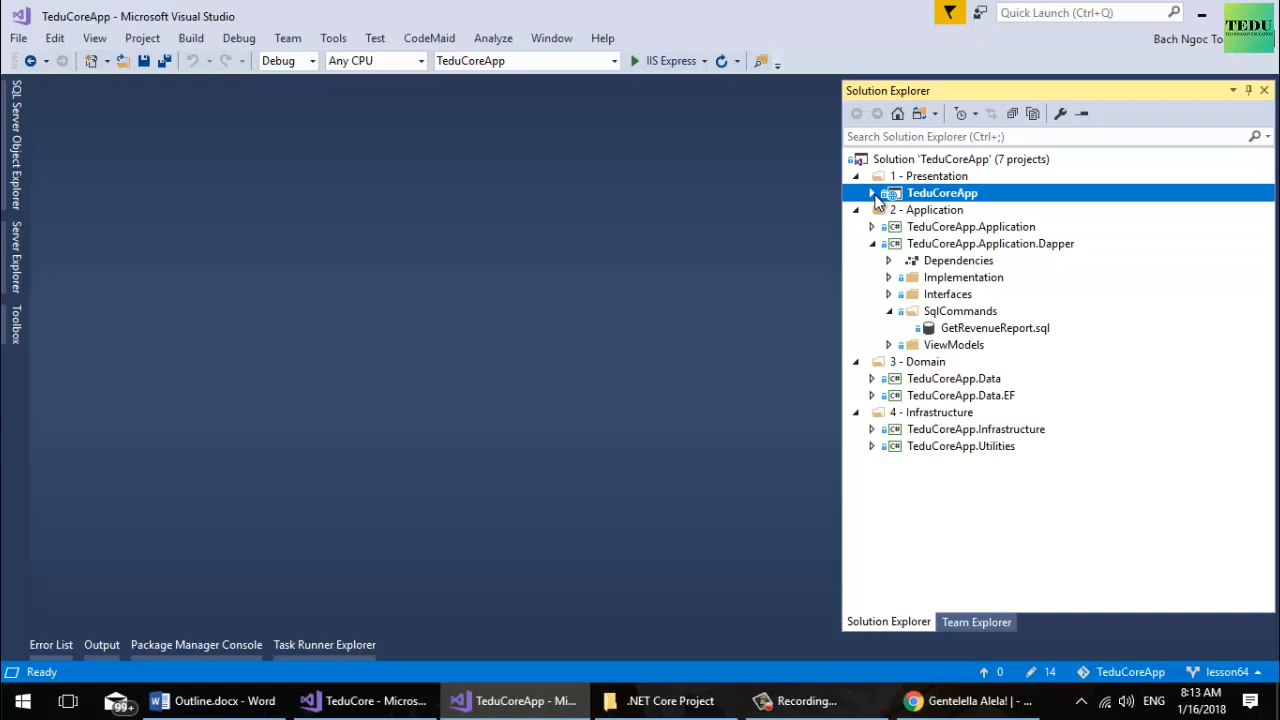 TeduCoreApp - Microsoft Visual Studio
Quick Launch (Ctrl+Q)
TEDU
File Edit View Project Build Debug Team Tools Test CodeMaid Analyze Window Help
Bach Ngoc To
Debug Any CPU TeduCoreApp IIS Express
SQL Server Object Explorer
Server Explorer
Toolbox
Solution Explorer
Search Solution Explorer (Ctrl+;)
Solution 'TeduCoreApp' (7 projects)
1 - Presentation
TeduCoreApp
2 - Application
TeduCoreApp.Application
TeduCoreApp.Application.Dapper
Dependencies
Implementation
Interfaces
SqlCommands
GetRevenueReport.sql
ViewModels
3 - Domain
TeduCoreApp.Data
TeduCoreApp.Data.EF
4 - Infrastructure
TeduCoreApp.Infrastructure
TeduCoreApp.Utilities
Solution Explorer Team Explorer
Error List Output Package Manager Console Task Runner Explorer
Ready 0 14 TeduCoreApp lesson64
99+ Outline.docx - Word TeduCore - Micros... TeduCoreApp - Mi... .NET Core Project Recording... Gentelella Alela! | - ... ENG 8:13 AM
1/16/2018